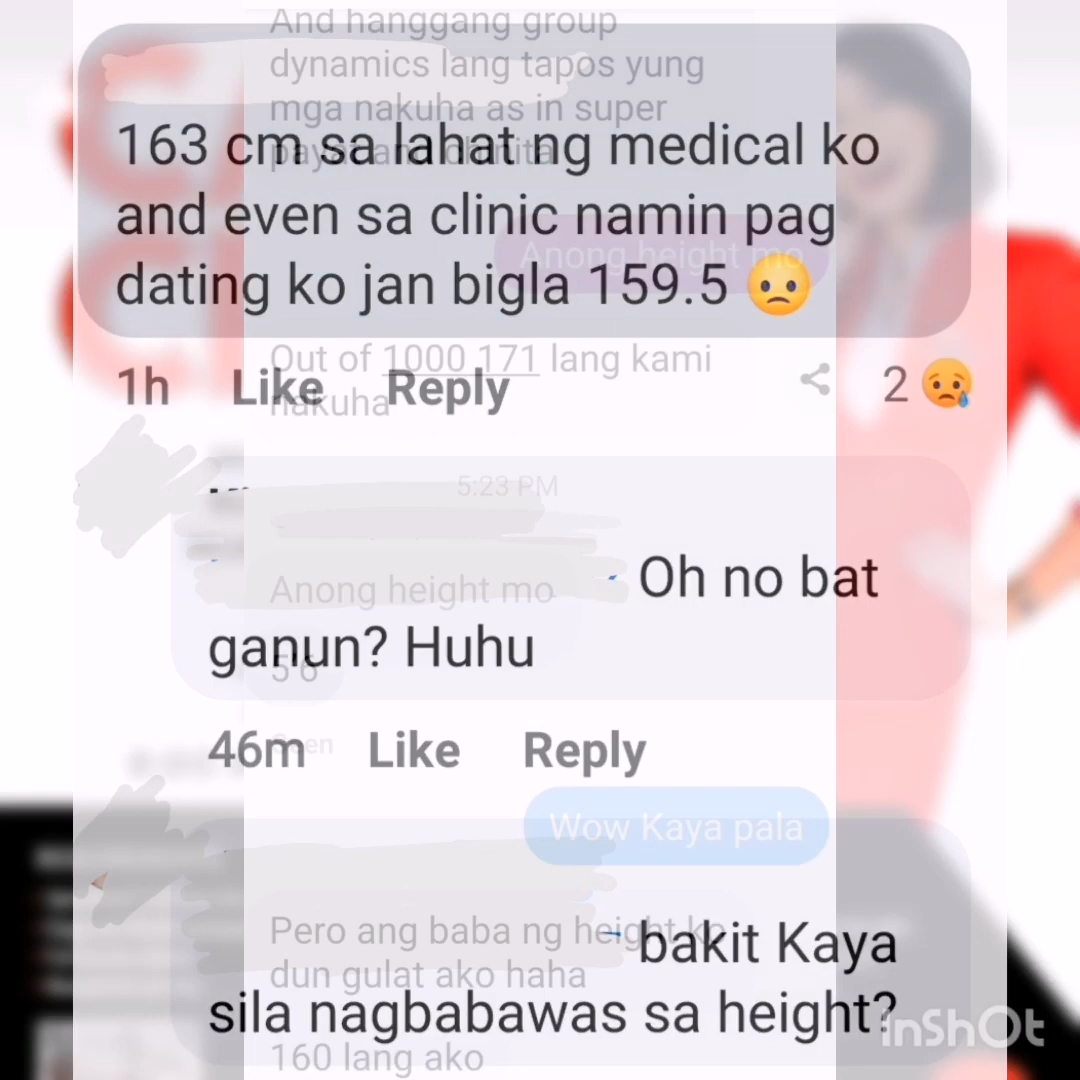 And hanggang group
dynamics lang tapos yung
mga nakuha as in super
163 cm sa lahat ng medical ko
and even sa clinic namin pag
Anong height mo
dating ko jan bigla 159.5 😟
Out of 1000 171 lang kami
nakuha
1h Like Reply 2 😢
5:23 PM
Oh no bat
Anong height mo
ganun? Huhu
5'6
Seen
46m Like Reply
Wow Kaya pala
Pero ang baba ng height ko
bakit Kaya
dun gulat ako haha
sila nagbabawas sa height?
160 lang ako
InShOt